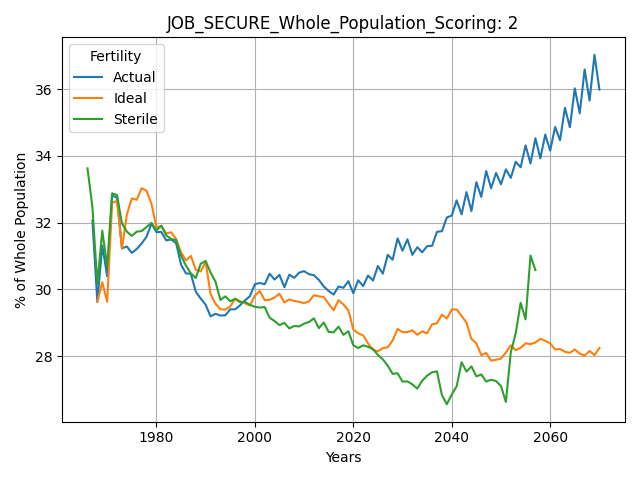 JOB_SECURE_Whole_Population_Scoring: 2
Fertility
Actual
Ideal
Sterile
% of Whole Population
36
34
32
30
28
1980
2000
2020
2040
2060
Years